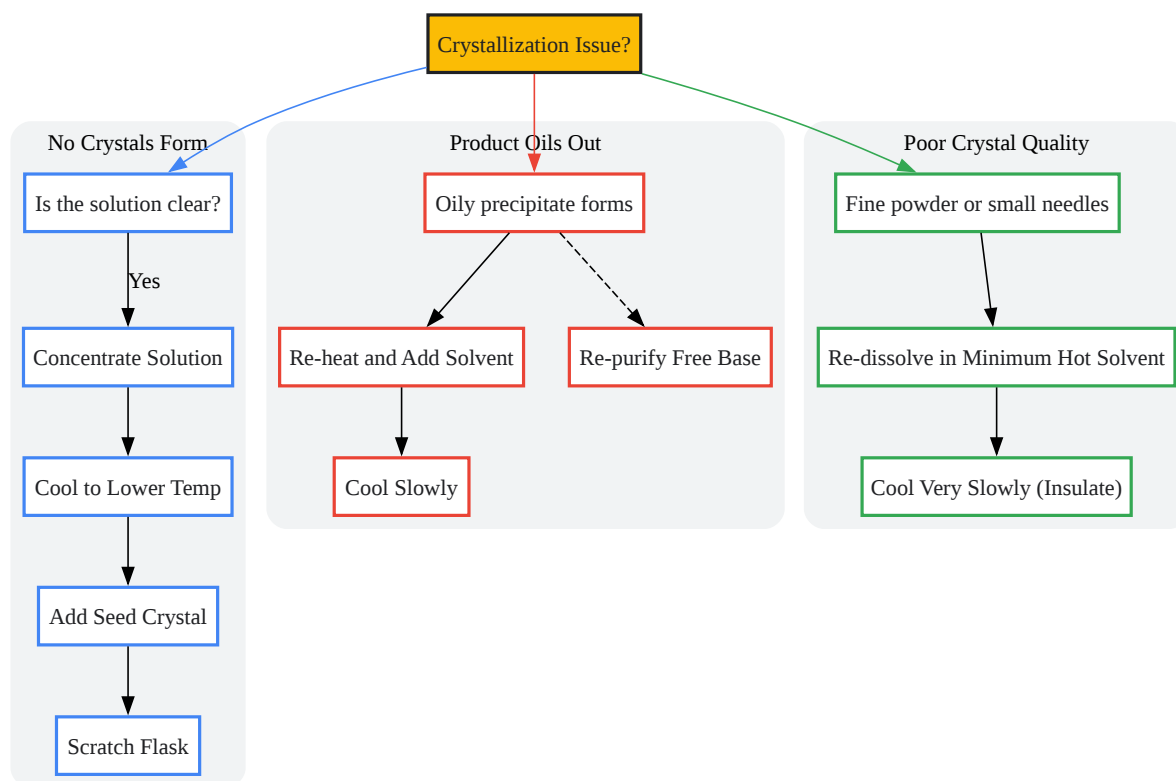 Crystallization Issue?
No Crystals Form
Is the solution clear?
Yes
Concentrate Solution
Cool to Lower Temp
Add Seed Crystal
Scratch Flask
Product Oils Out
Oily precipitate forms
Re-heat and Add Solvent
Re-purify Free Base
Cool Slowly
Poor Crystal Quality
Fine powder or small needles
Re-dissolve in Minimum Hot Solvent
Cool Very Slowly (Insulate)